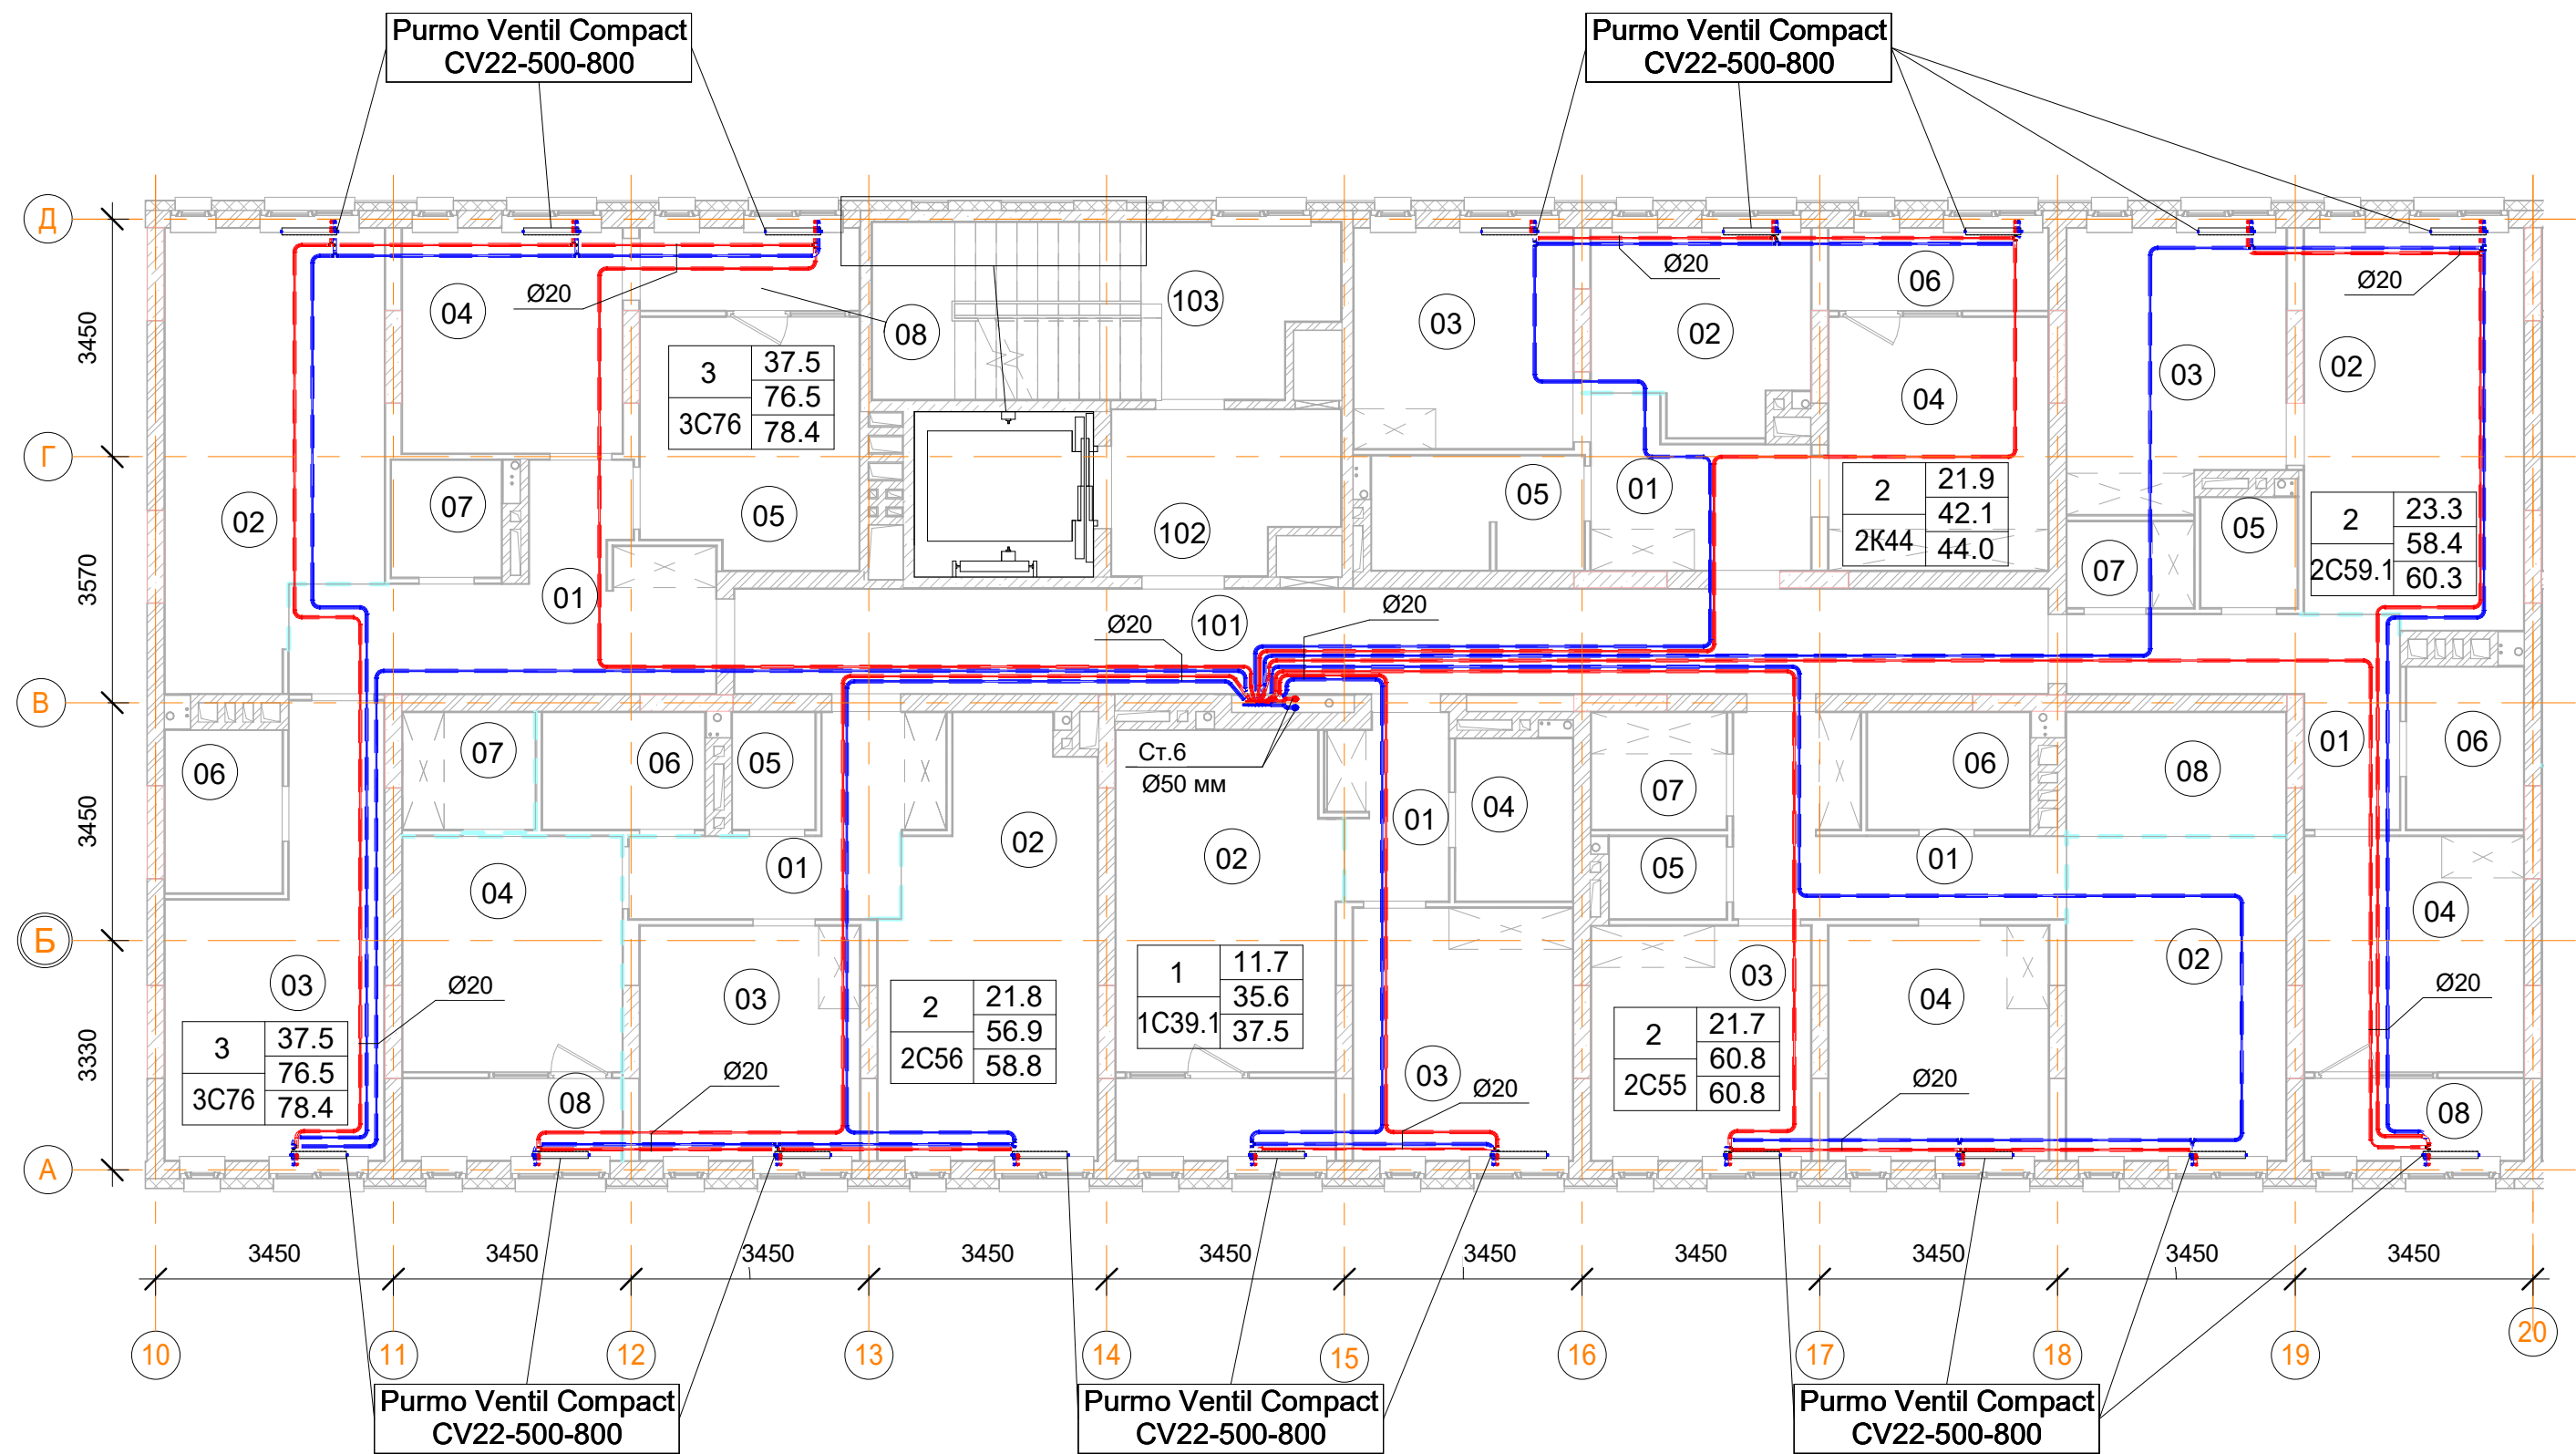 Purmo Ventil Compact
CV22-500-800
Purmo Ventil Compact
CV22-500-800
Д
3450
Г
3570
В
3450
Б
3330
А
Ø20
04
08
103
3
37.5
76.5
3С76
78.4
02
07
05
01
102
101
Ø20
Ø20
03
Ø20
02
06
04
05
01
2
21.9
42.1
2К44
44.0
03
Ø20
02
07
05
2
23.3
58.4
2С59.1
60.3
06
03
Ø20
3
37.5
76.5
3С76
78.4
07
06
05
04
01
02
08
03
Ø20
2
21.8
56.9
2С56
58.8
Ст.6
Ø50 мм
02
01
04
1
11.7
35.6
1С39.1
37.5
03
Ø20
07
05
06
08
01
03
04
02
2
21.7
60.8
2С55
60.8
Ø20
01
06
04
Ø20
08
3450
3450
3450
3450
3450
3450
3450
3450
3450
3450
10
11
12
13
14
15
16
17
18
19
20
Purmo Ventil Compact
CV22-500-800
Purmo Ventil Compact
CV22-500-800
Purmo Ventil Compact
CV22-500-800